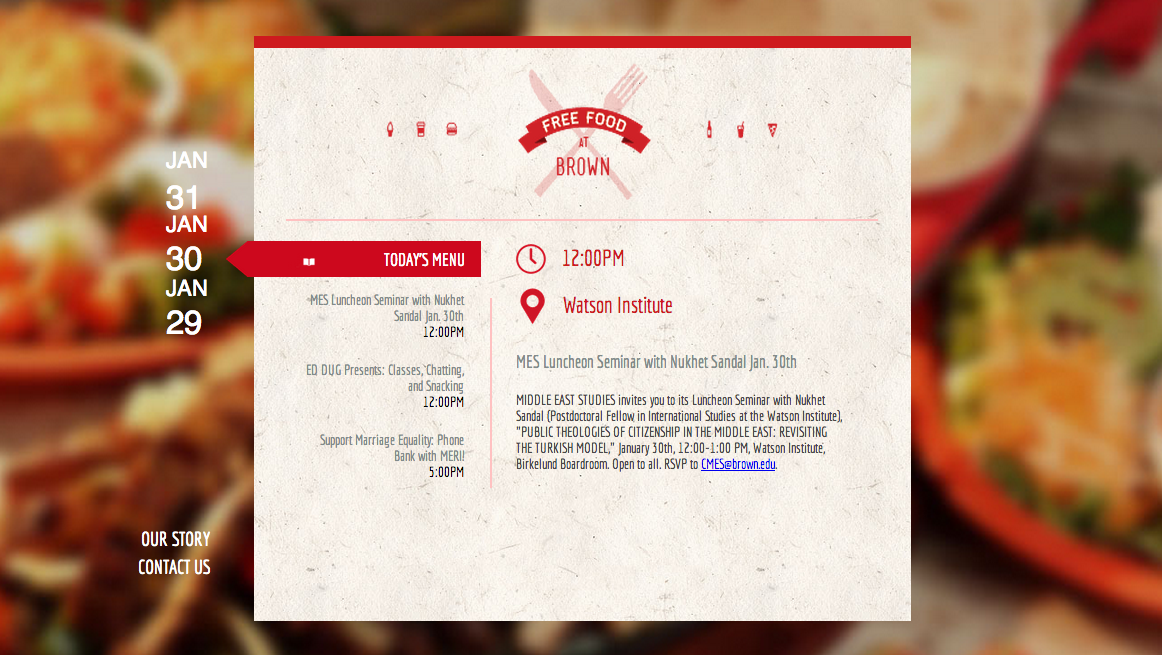 FREE FOOD
AT
BROWN
JAN
31
JAN
30
JAN
29
OUR STORY
CONTACT US
TODAY'S MENU
MES Luncheon Seminar with Nukhet
Sandal Jan. 30th
12:00PM
EO DUG Presents: Classes, Chatting,
and Snacking
12:00PM
Support Marriage Equality: Phone
Bank with MERI!
5:00PM
12:00PM
Watson Institute
MES Luncheon Seminar with Nukhet Sandal Jan. 30th
MIDDLE EAST STUDIES invites you to its Luncheon Seminar with Nukhet
Sandal (Postdoctoral Fellow in International Studies at the Watson Institute),
"PUBLIC THEOLOGIES OF CITIZENSHIP IN THE MIDDLE EAST: REVISITING
THE TURKISH MODEL," January 30th, 12:00-1:00 PM, Watson Institute,
Birkelund Boardroom. Open to all. RSVP to CMES@brown.edu.